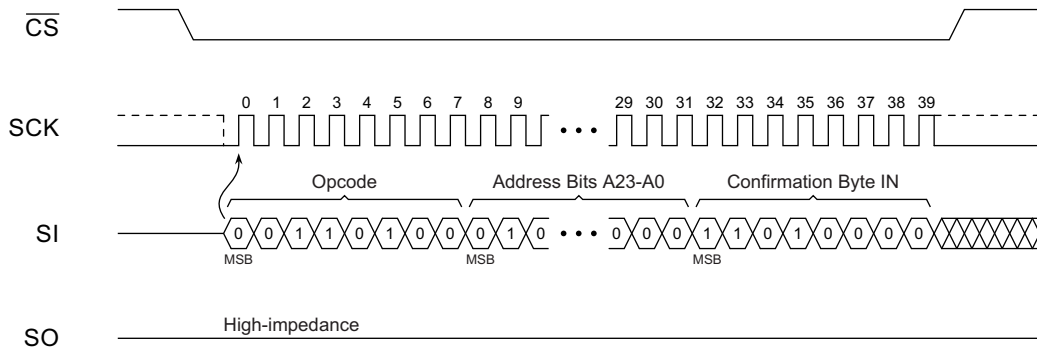 CS
0 1 2 3 4 5 6 7 8 9 29 30 31 32 33 34 35 36 37 38 39
SCK
Opcode Address Bits A23-A0 Confirmation Byte IN
SI 0 0 1 1 0 1 0 0 0 1 0 • • • 0 0 0 1 1 0 1 0 0 0 0
MSB MSB MSB
High-impedance
SO